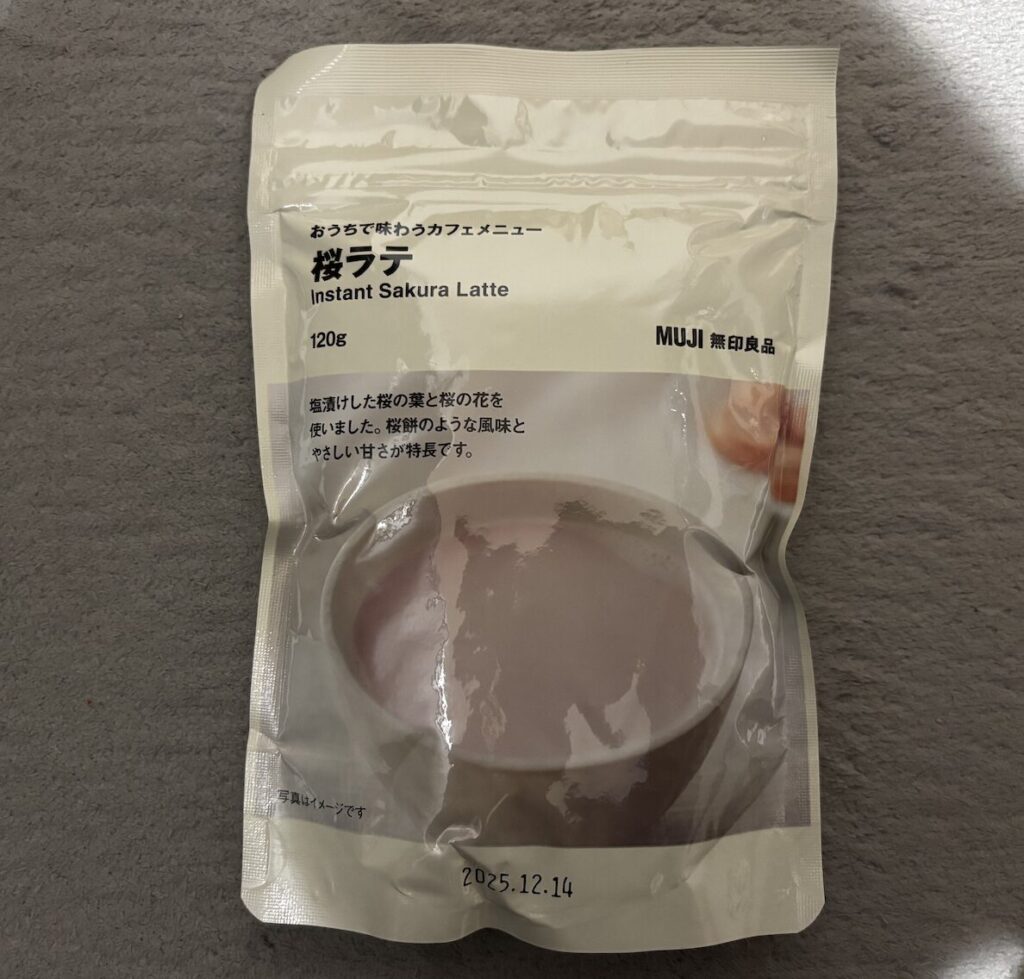 おうちで味わうカフェメニュー
桜ラテ
Instant Sakura Latte
120g
MUJI 無印良品
塩漬けした桜の葉と桜の花を
使いました。桜餅のような風味と
やさしい甘さが特長です。
写真はイメージです
2025.12.14